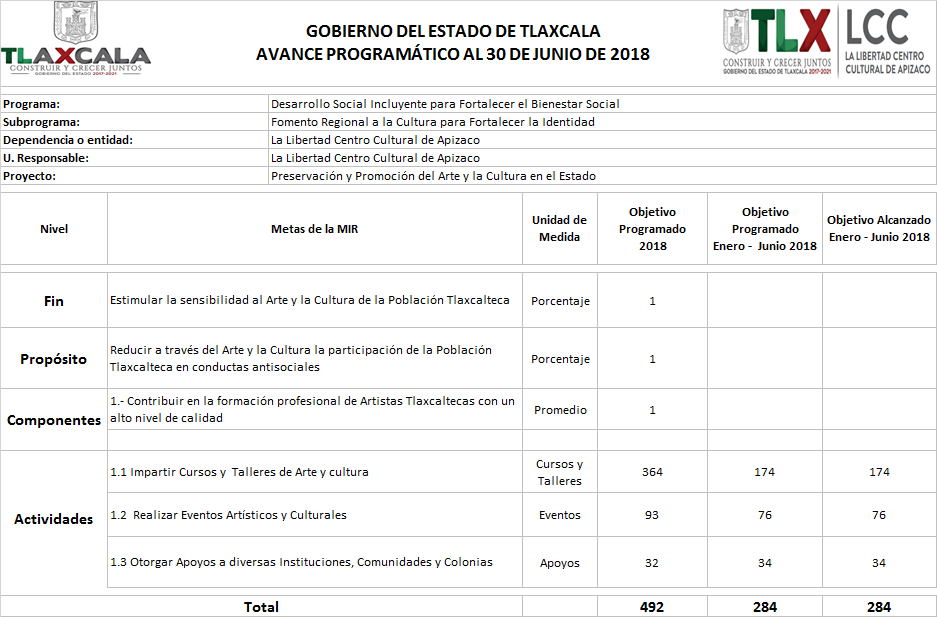 TLAXCALA
CONSTRUIR Y CRECER JUNTOS
GOBIERNO DEL ESTADO DE TLAXCALA 2017-2021
GOBIERNO DEL ESTADO DE TLAXCALA
AVANCE PROGRAMÁTICO AL 30 DE JUNIO DE 2018
TLX
CONSTRUIR Y CRECER JUNTOS
GOBIERNO DEL ESTADO DE TLAXCALA 2017-2021
LCC
LA LIBERTAD CENTRO
CULTURAL DE APIZACO
Programa: Desarrollo Social Incluyente para Fortalecer el Bienestar Social
Subprograma: Fomento Regional a la Cultura para Fortalecer la Identidad
Dependencia o entidad: La Libertad Centro Cultural de Apizaco
U. Responsable: La Libertad Centro Cultural de Apizaco
Proyecto: Preservación y Promoción del Arte y la Cultura en el Estado
Nivel
Metas de la MIR
Unidad de
Medida
Objetivo
Programado
2018
Objetivo
Programado
Enero - Junio 2018
Objetivo Alcanzado
Enero - Junio 2018
Fin
Estimular la sensibilidad al Arte y la Cultura de la Población Tlaxcalteca
Porcentaje
1
Propósito
Reducir a través del Arte y la Cultura la participación de la Población
Tlaxcalteca en conductas antisociales
Porcentaje
1
Componentes
1.- Contribuir en la formación profesional de Artistas Tlaxcaltecas con un
alto nivel de calidad
Promedio
1
Actividades
1.1 Impartir Cursos y Talleres de Arte y cultura
Cursos y
Talleres
364
174
174
1.2 Realizar Eventos Artísticos y Culturales
Eventos
93
76
76
1.3 Otorgar Apoyos a diversas Instituciones, Comunidades y Colonias
Apoyos
32
34
34
Total
492
284
284